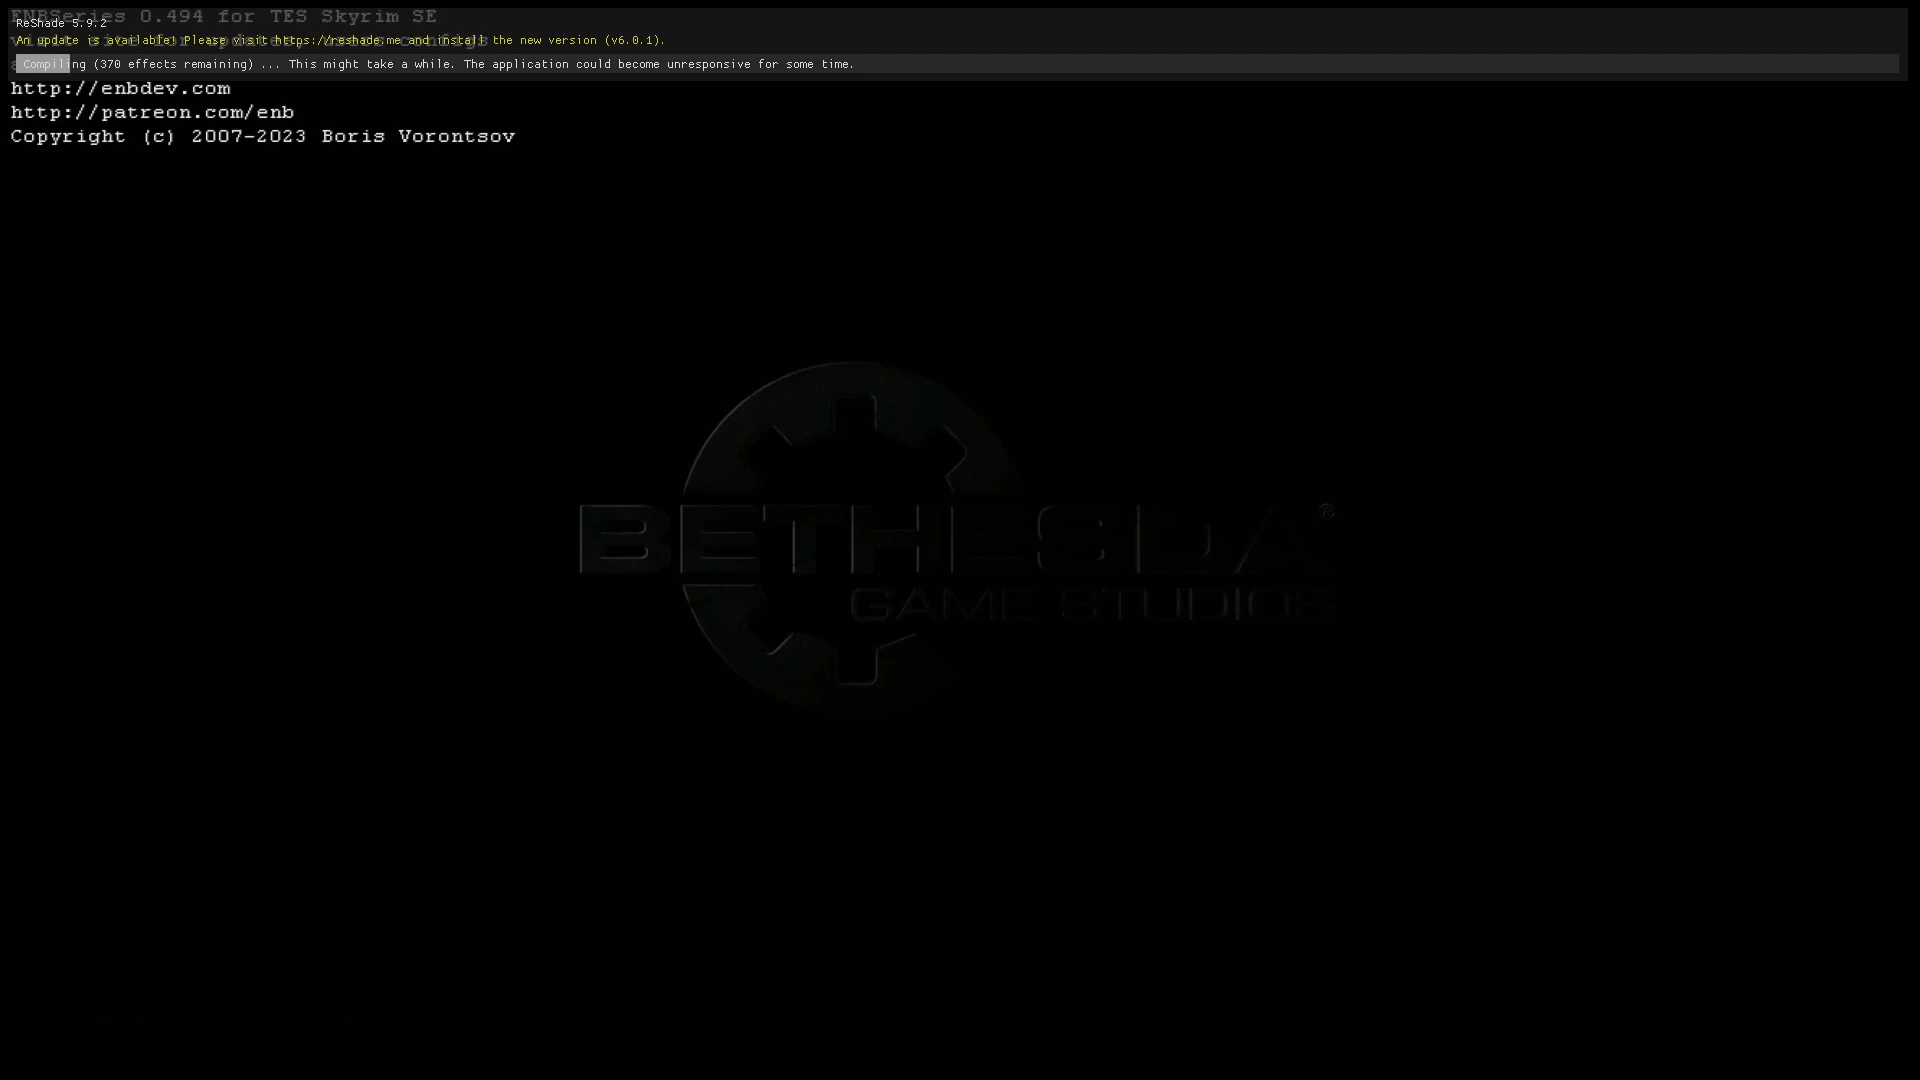 ENBSeries 0.494 for TES Skyrim SE
ReShade 5.9.2
An update is available! Please visit https://reshade.me and install the new version (v6.0.1).
Compiling (370 effects remaining) ... This might take a while. The application could become unresponsive for some time.
http://enbdev.com
http://patreon.com/enb
Copyright (c) 2007-2023 Boris Vorontsov
BETHESDA®
GAME STUDIOS